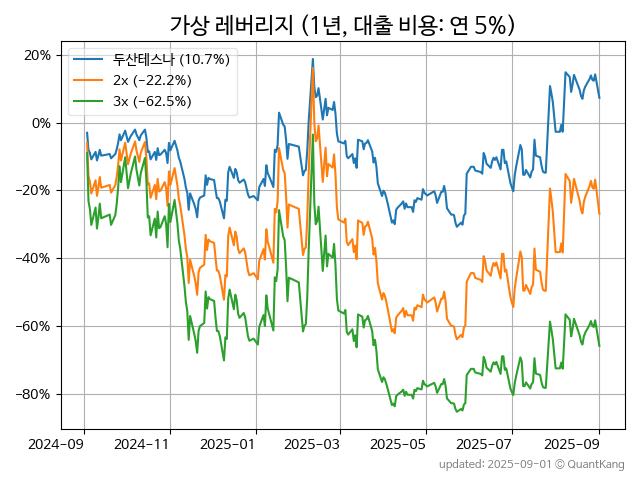 가상 레버리지 (1년, 대출 비용: 연 5%)
두산테스나 (10.7%)
2x (−22.2%)
3x (−62.5%)
20%
0%
−20%
−40%
−60%
−80%
2024−09 2024−11 2025−01 2025−03 2025−05 2025−07 2025−09
updated: 2025-09-01 © QuantKang